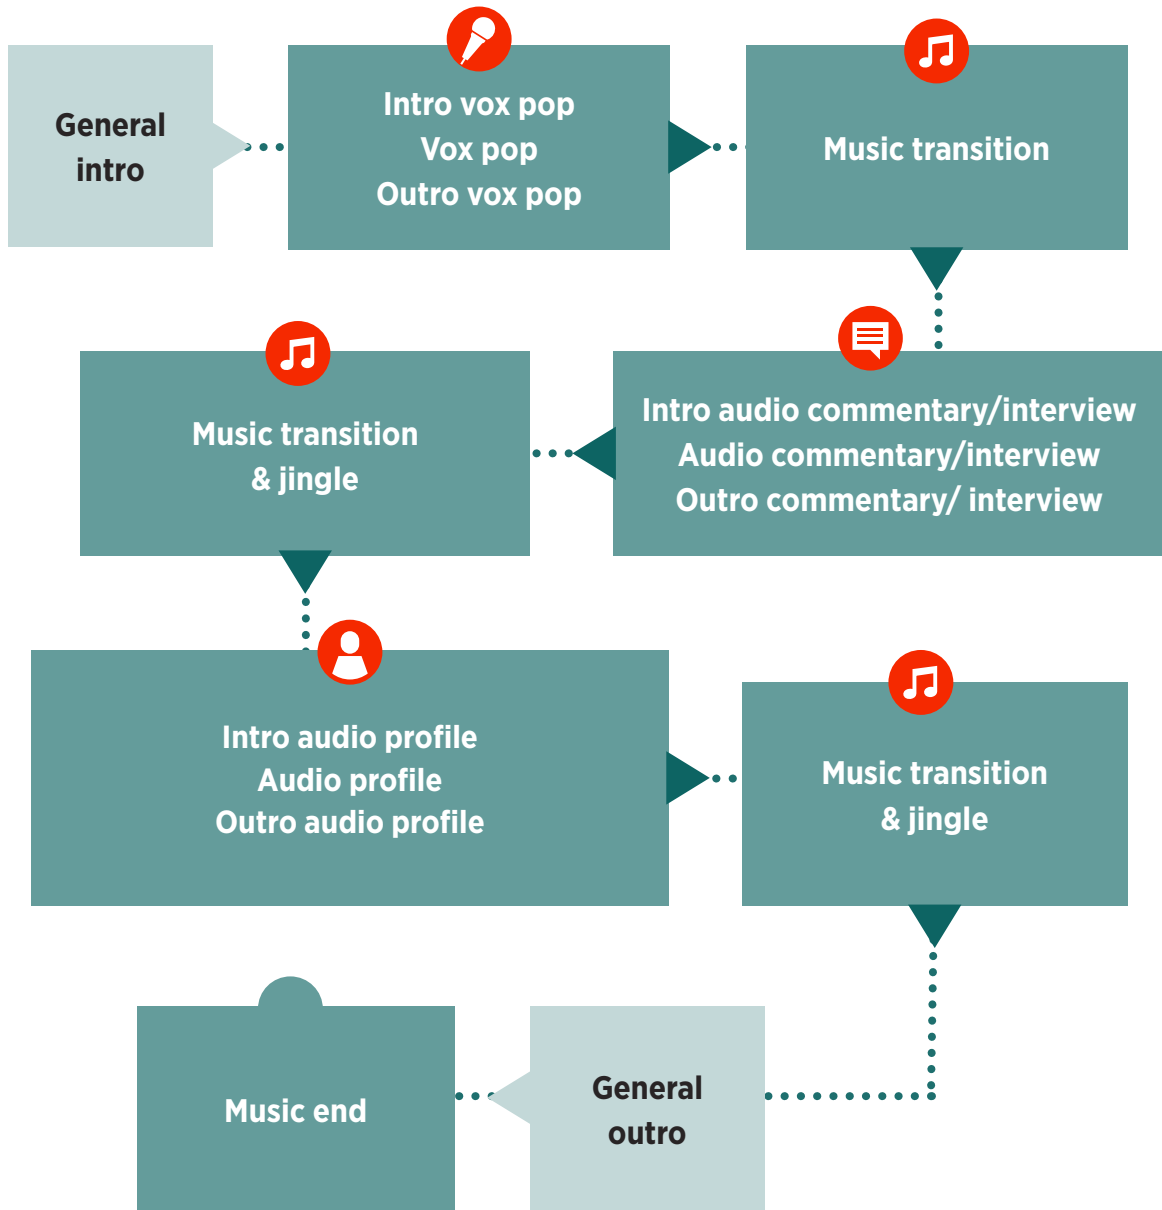 General
intro
Intro vox pop
Vox pop
Outro vox pop
Music transition
Intro audio commentary/interview
Audio commentary/interview
Outro commentary/ interview
Music transition
& jingle
Intro audio profile
Audio profile
Outro audio profile
Music transition
& jingle
General
outro
Music end